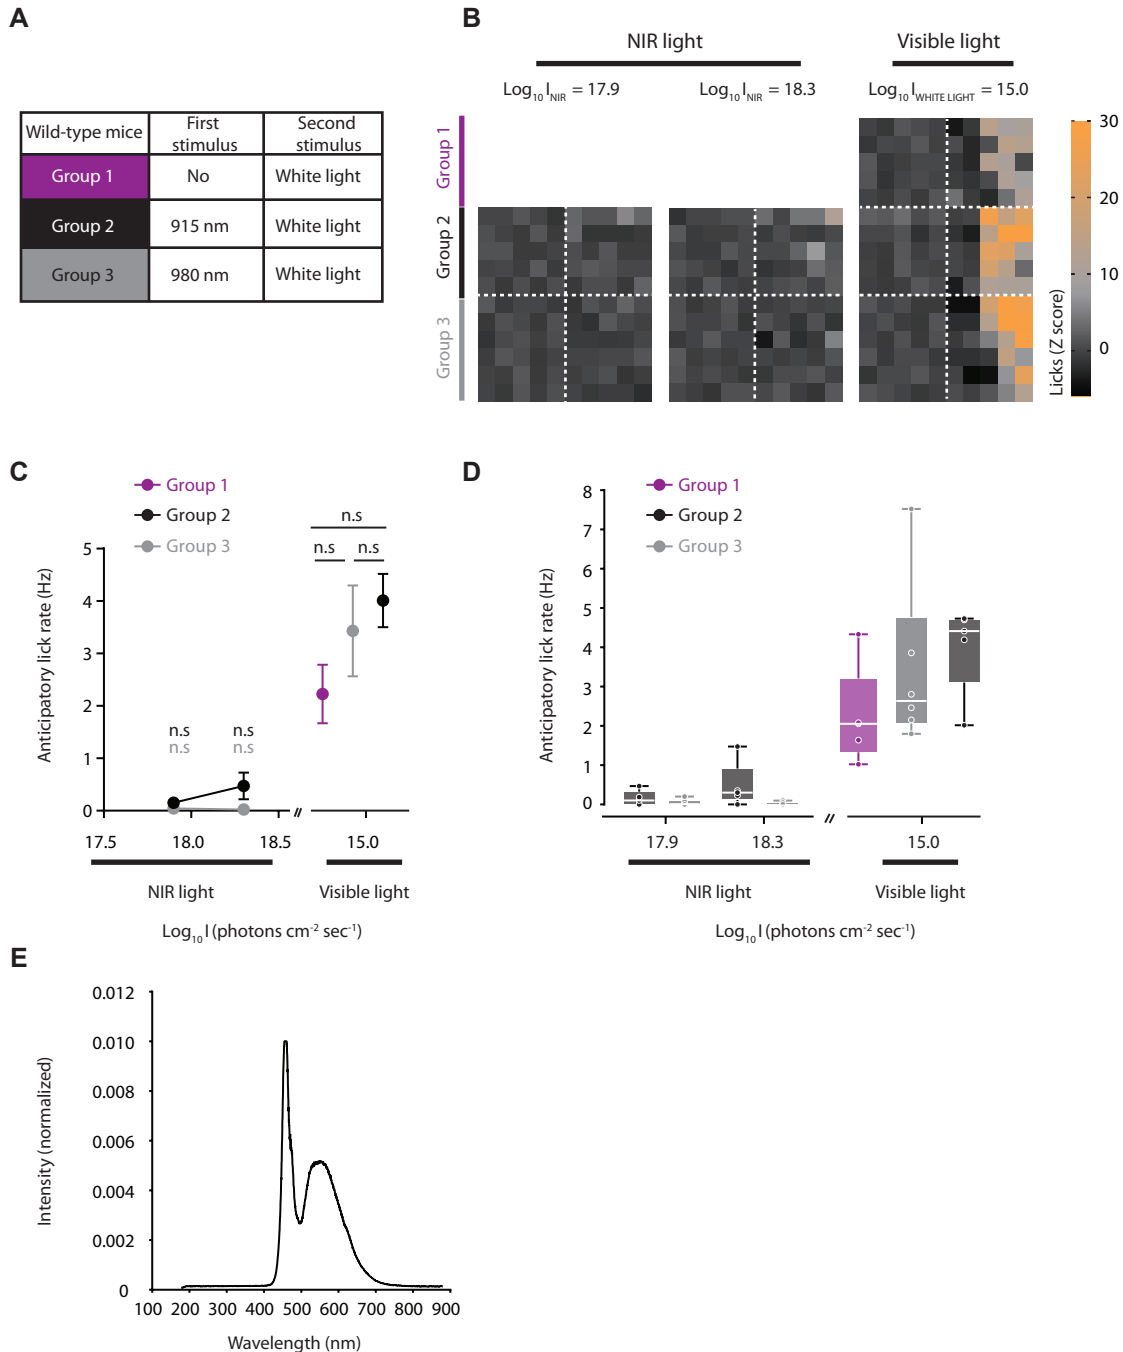 A
Wild-type mice First stimulus Second stimulus
Group 1 No White light
Group 2 915 nm White light
Group 3 980 nm White light
B
NIR light Visible light
Log₁₀ I_NIR = 17.9 Log₁₀ I_NIR = 18.3 Log₁₀ I_WHITE LIGHT = 15.0
Group 1
Group 2
Group 3
30
20
10
0
Licks (Z score)
C
Group 1
Group 2
Group 3
n.s
n.s n.s
n.s n.s
n.s n.s
5
4
3
2
1
0
Anticipatory lick rate (Hz)
17.5 18.0 18.5 // 15.0
NIR light Visible light
Log₁₀ I (photons cm⁻² sec⁻¹)
D
Group 1
Group 2
Group 3
8
7
6
5
4
3
2
1
0
Anticipatory lick rate (Hz)
17.9 18.3 // 15.0
NIR light Visible light
Log₁₀ I (photons cm⁻² sec⁻¹)
E
0.012
0.010
0.008
0.006
0.004
0.002
0
Intensity (normalized)
100 200 300 400 500 600 700 800 900
Wavelength (nm)